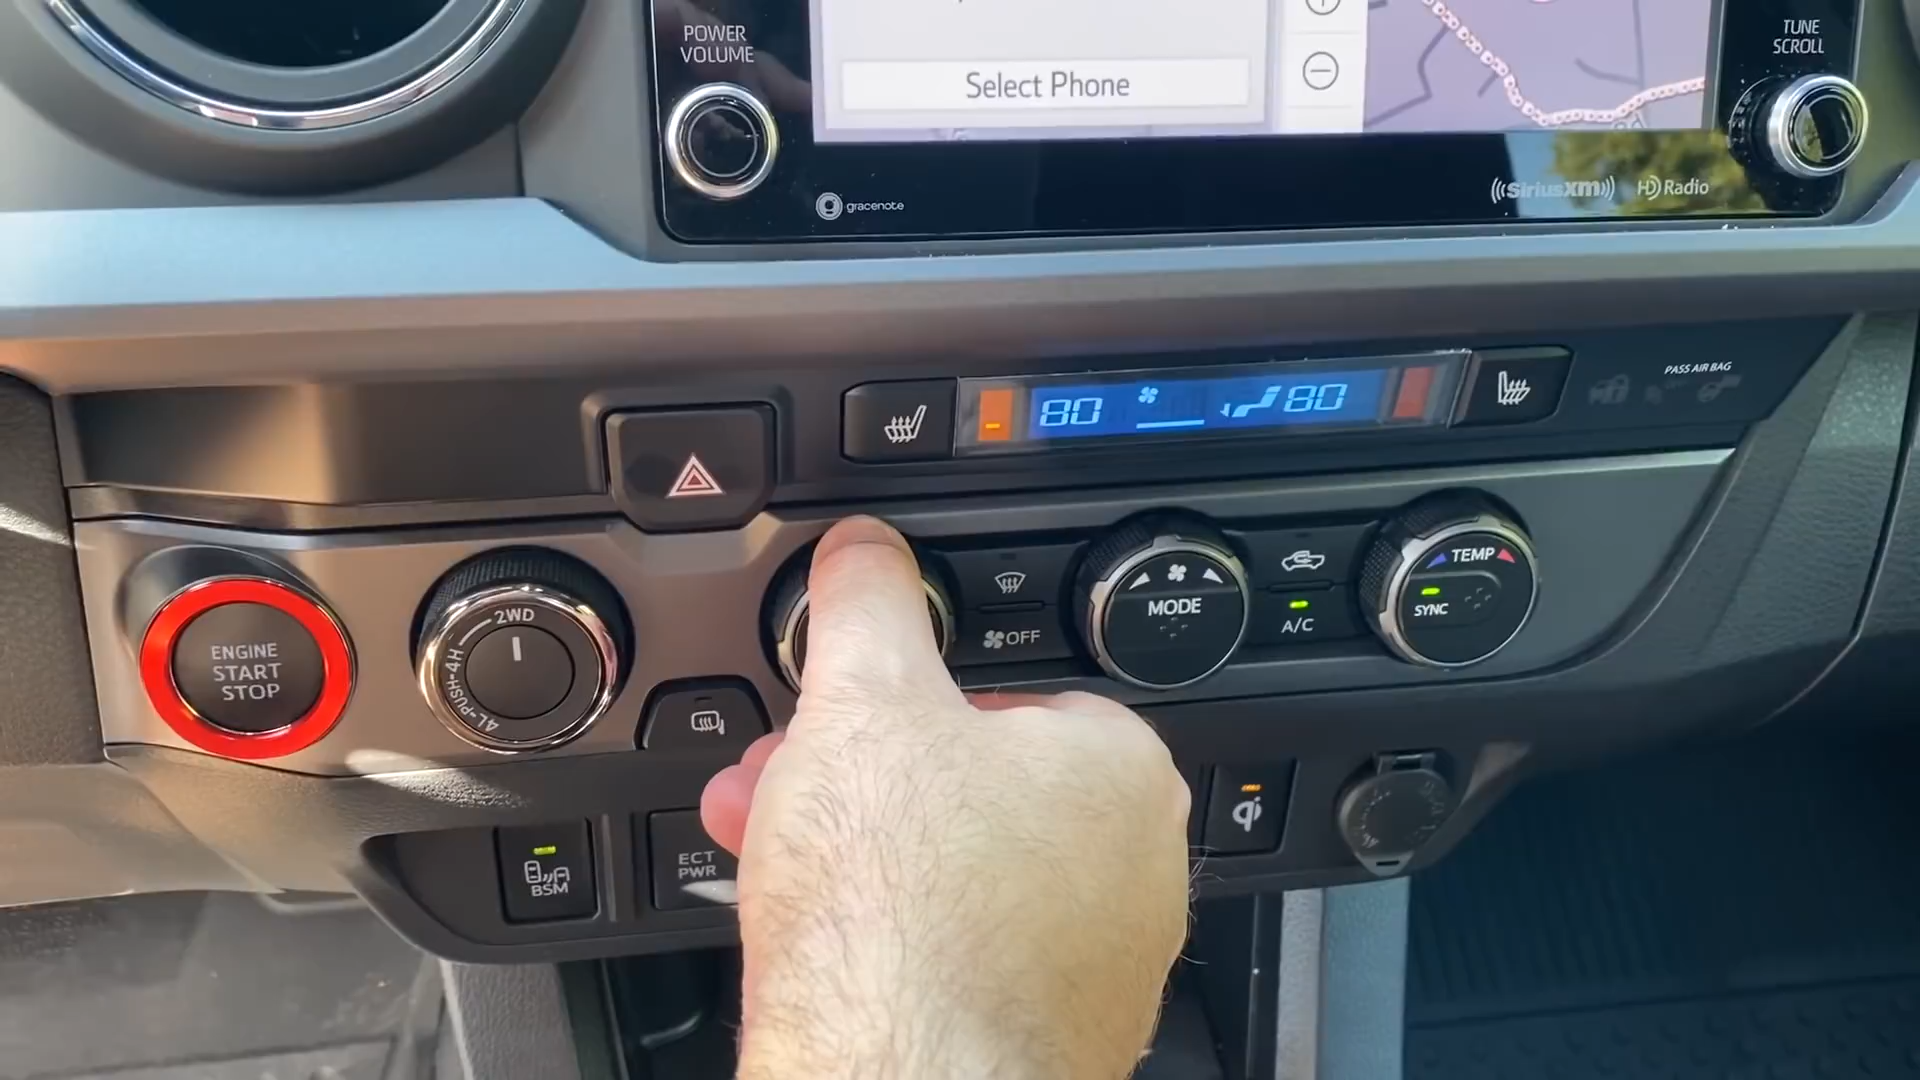 POWER
VOLUME
Select Phone
TUNE
SCROLL
gracenote
SiriusXM
HD Radio
80
80
PASS AIR BAG
ENGINE
START
STOP
2WD
4H
4L-PUSH-
OFF
MODE
A/C
TEMP
SYNC
BSM
ECT
PWR
qi